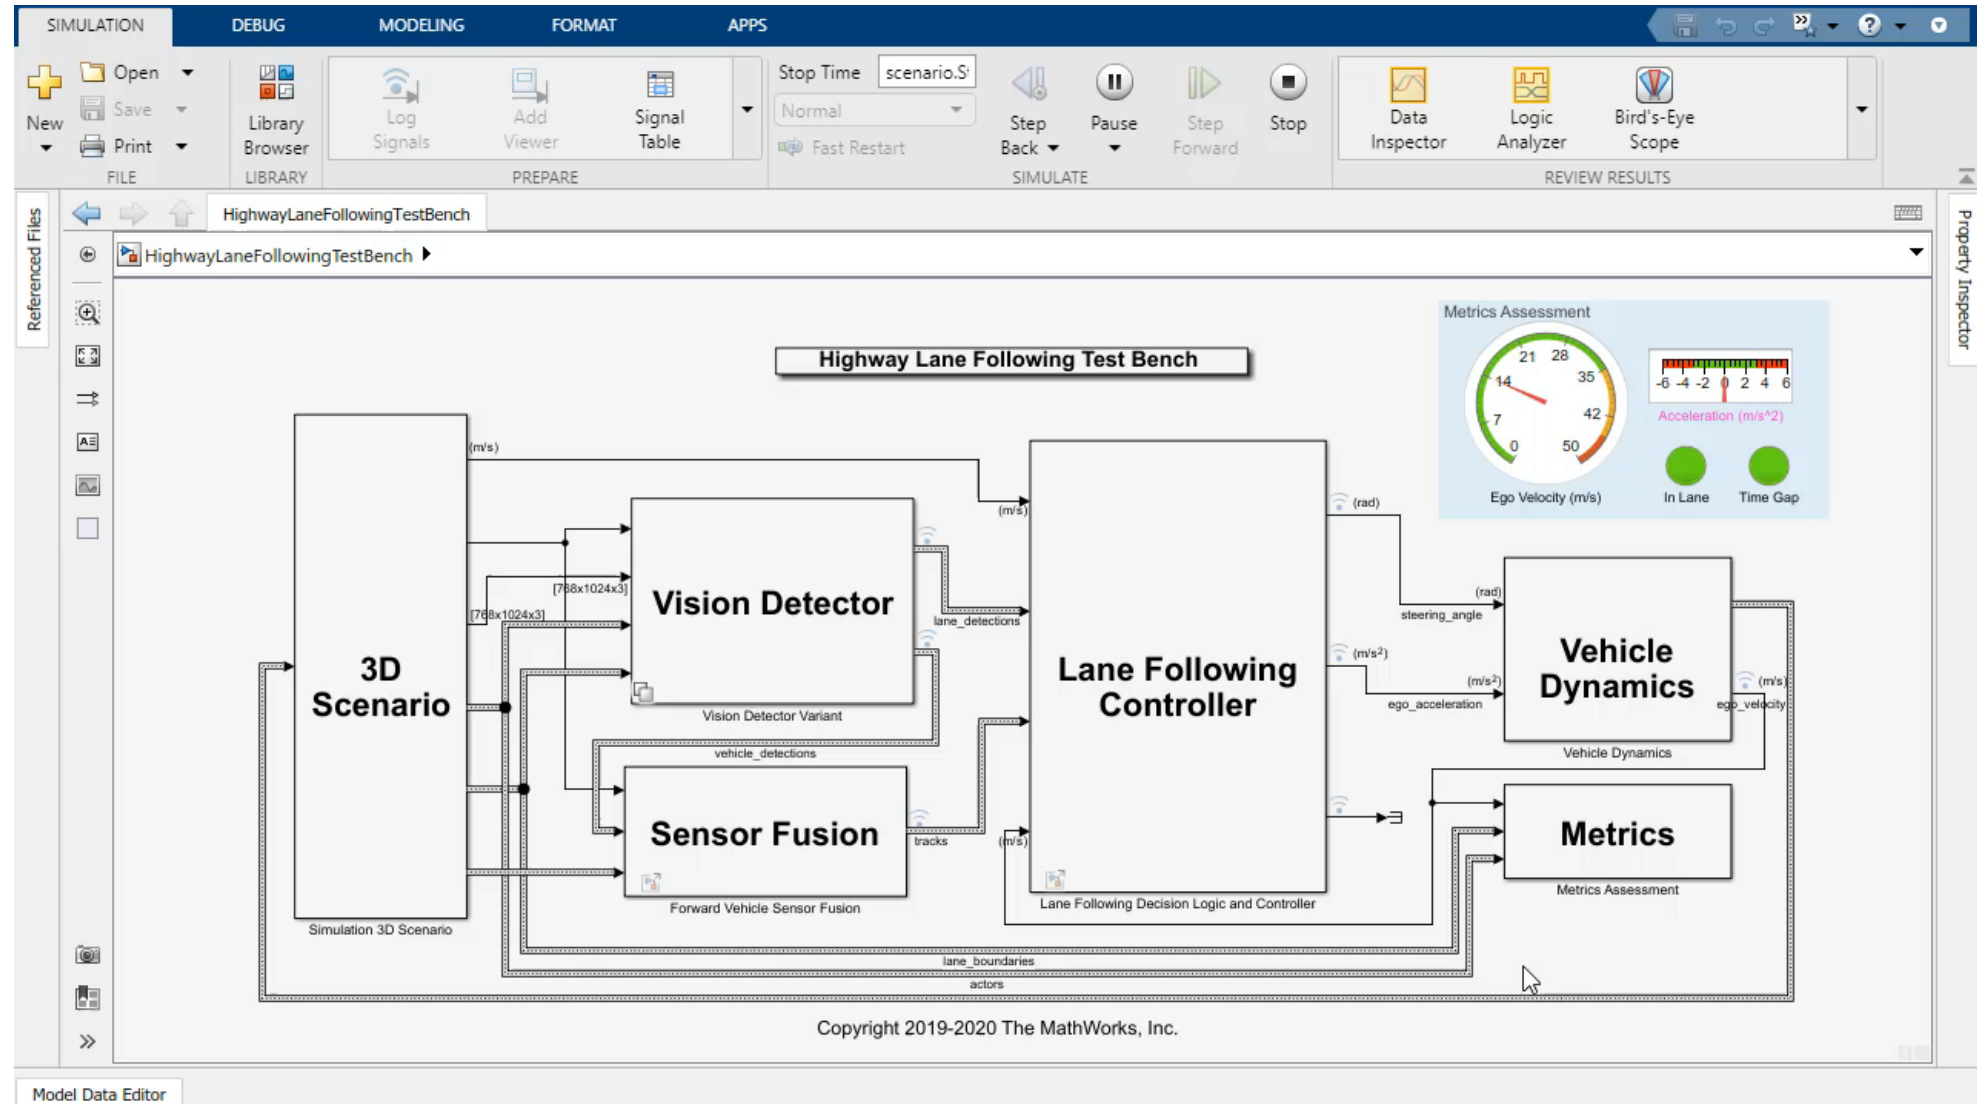 SIMULATION DEBUG MODELING FORMAT APPS
New
Open
Save
Print
FILE
Library
Browser
LIBRARY
Log
Signals
Add
Viewer
Signal
Table
PREPARE
Stop Time scenario.S
Normal
Fast Restart
Step
Back
Pause
Step
Forward
Stop
SIMULATE
Data
Inspector
Logic
Analyzer
Bird's-Eye
Scope
REVIEW RESULTS
Referenced Files
Property Inspector
HighwayLaneFollowingTestBench
HighwayLaneFollowingTestBench
Highway Lane Following Test Bench
Metrics Assessment
0 7 14 21 28 35 42 50
Ego Velocity (m/s)
-6 -4 -2 0 2 4 6
Acceleration (m/s^2)
In Lane
Time Gap
3D
Scenario
Simulation 3D Scenario
(m/s)
[768x1024x3]
[768x1024x3]
Vision Detector
Vision Detector Variant
vehicle_detections
lane_detections
Sensor Fusion
Forward Vehicle Sensor Fusion
tracks
(m/s)
(m/s)
Lane Following
Controller
Lane Following Decision Logic and Controller
(rad)
(rad)
steering_angle
(m/s²)
(m/s²)
ego_acceleration
Vehicle
Dynamics
Vehicle Dynamics
(m/s)
ego_velocity
Metrics
Metrics Assessment
lane_boundaries
actors
Copyright 2019-2020 The MathWorks, Inc.
Model Data Editor